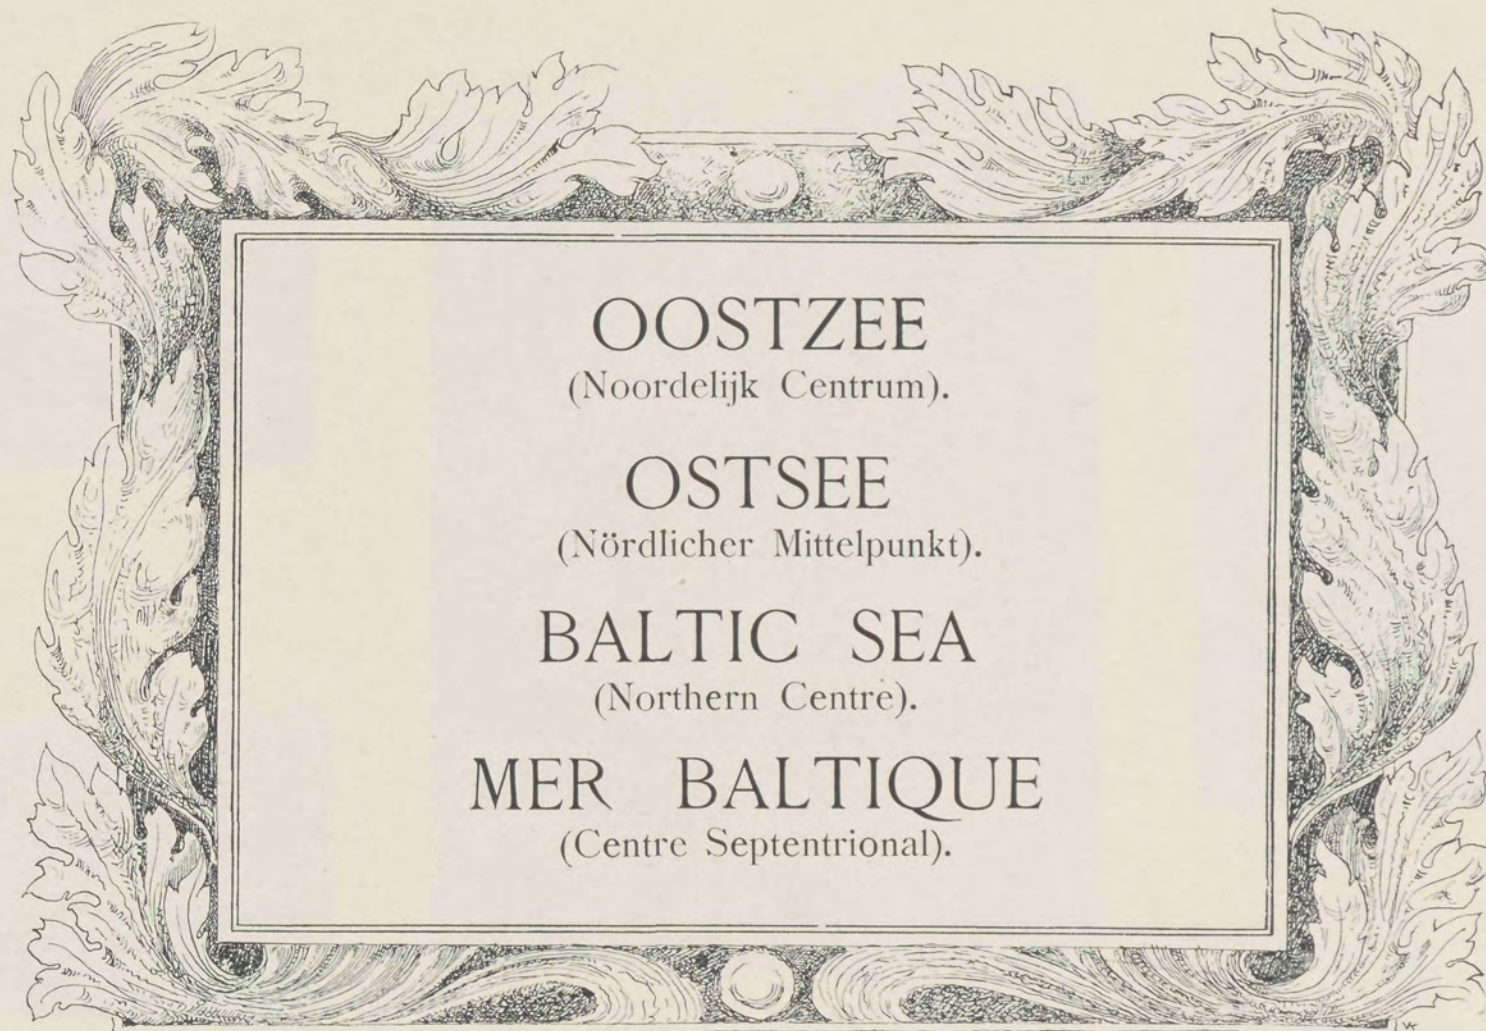 OOSTZEE
(Noordelijk Centrum).
OSTSEE
(Nördlicher Mittelpunkt).
BALTIC SEA
(Northern Centre).
MER BALTIQUE
(Centre Septentrional).